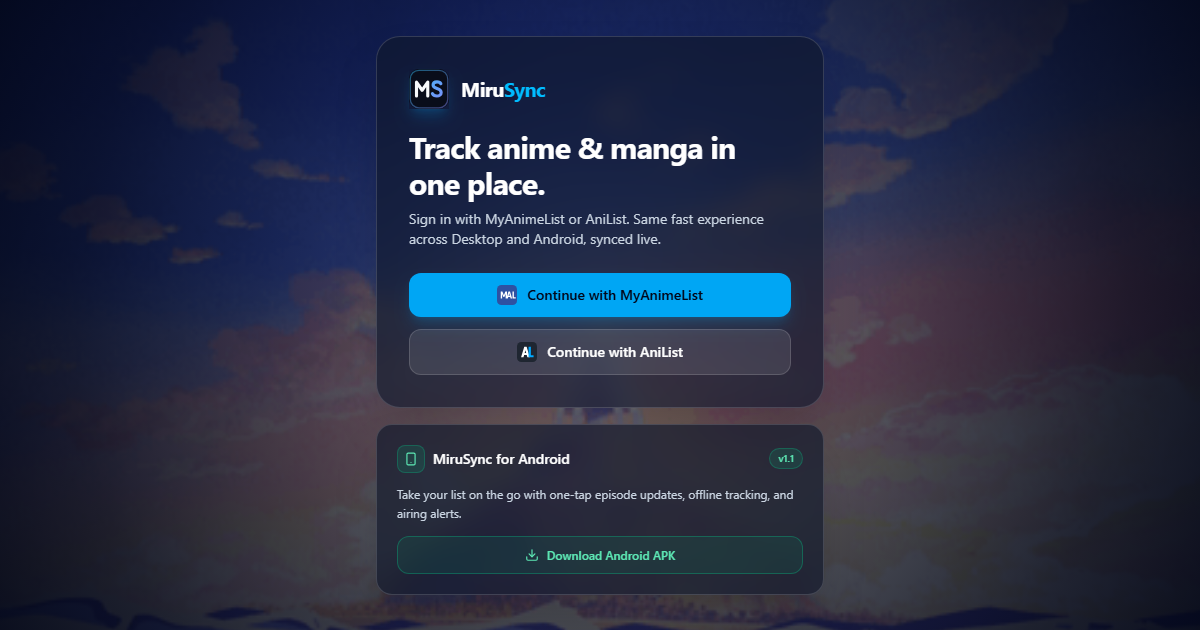 MS MiruSync
Track anime & manga in
one place.
Sign in with MyAnimeList or AniList. Same fast experience
across Desktop and Android, synced live.
MAL Continue with MyAnimeList
AL Continue with AniList
MiruSync for Android v1.1
Take your list on the go with one-tap episode updates, offline tracking, and
airing alerts.
Download Android APK